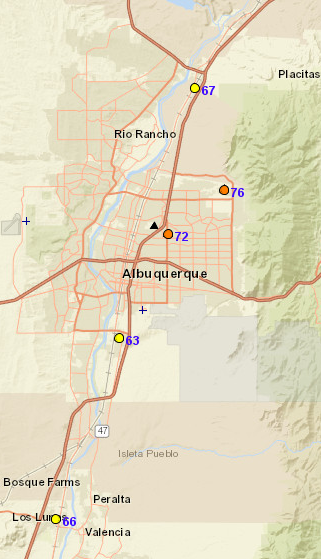 67
Placitas
Rio Rancho
76
72
Albuquerque
63
47
Isleta Pueblo
Bosque Farms
Peralta
Los Lunas
66
Valencia